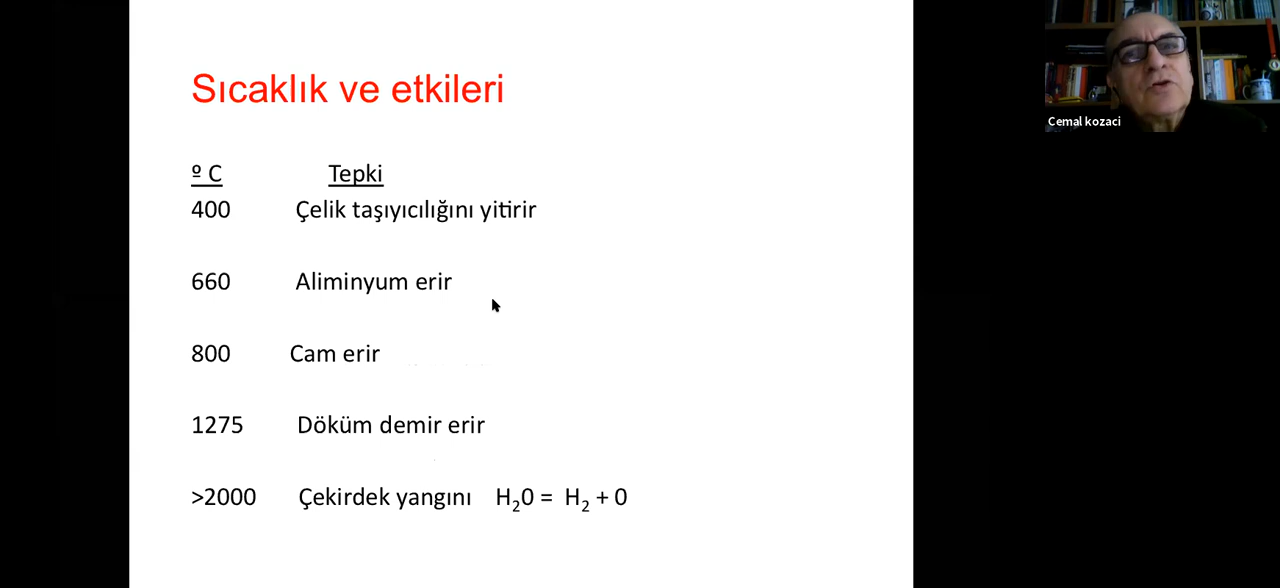 Sıcaklık ve etkileri
º C Tepki
400 Çelik taşıyıcılığını yitirir
660 Aliminyum erir
800 Cam erir
1275 Döküm demir erir
>2000 Çekirdek yangını H₂0 = H₂ + 0
Cemal kozaci